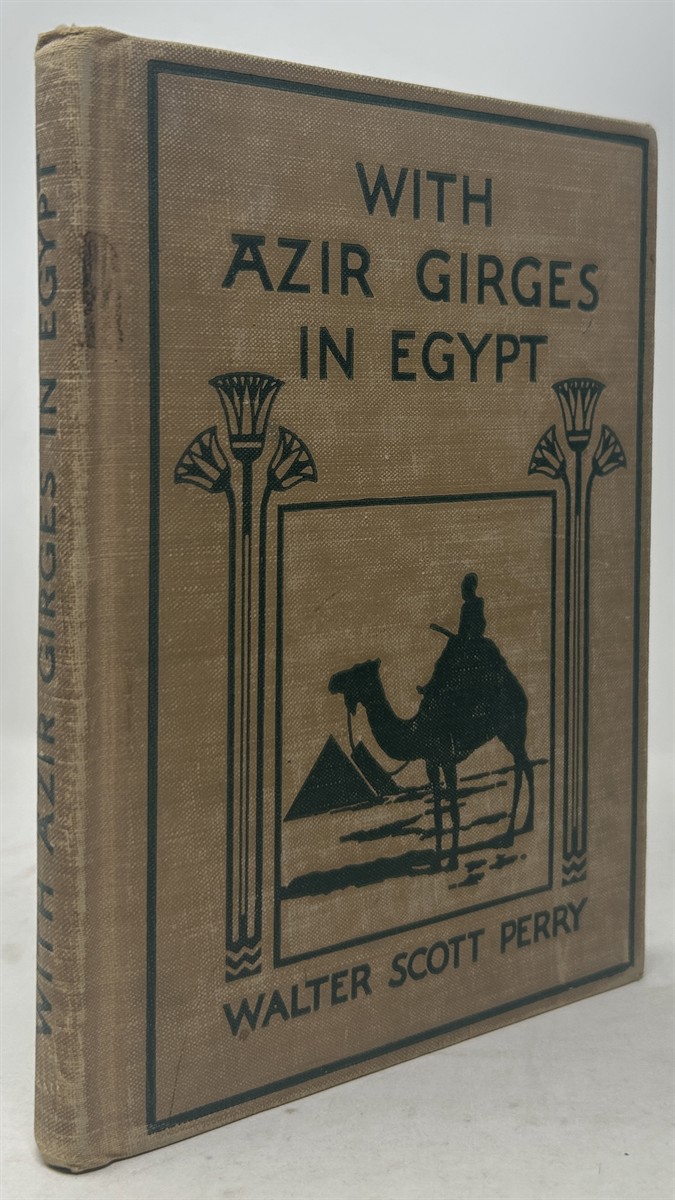 WITH
AZIR GIRGES
IN EGYPT
WALTER SCOTT PERRY
WITH AZIR GIRGES IN EGYPT